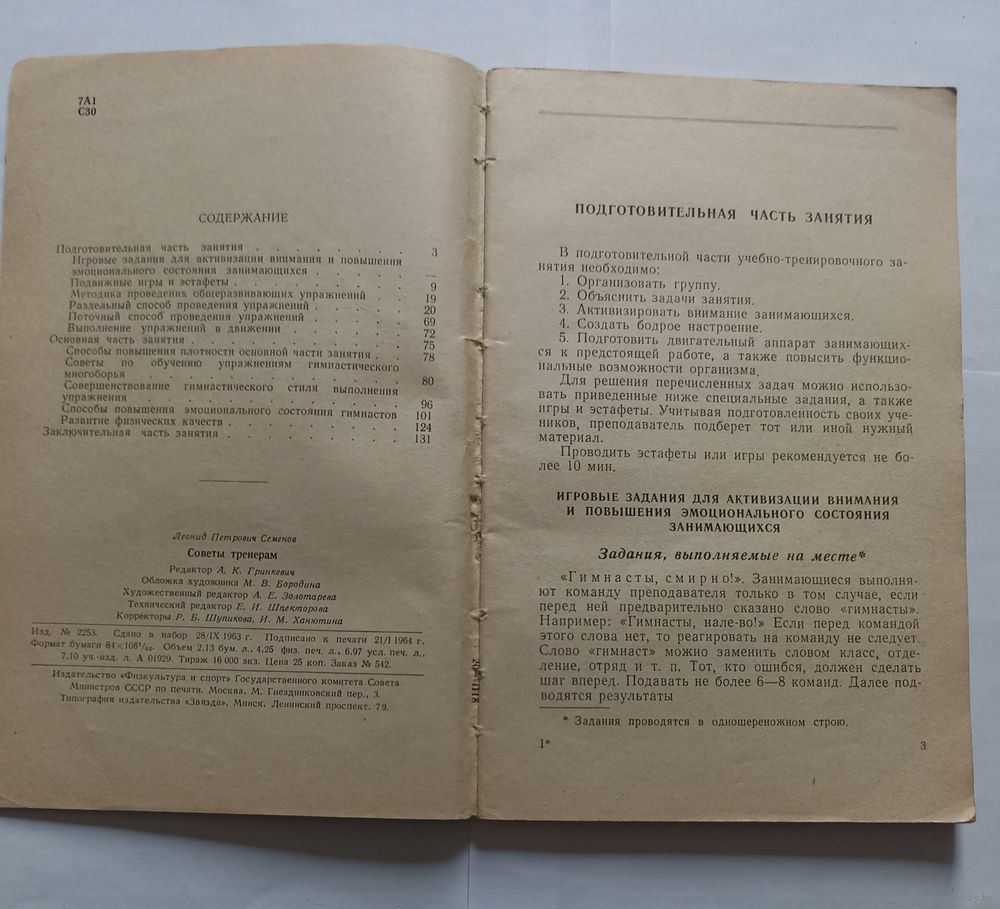 7А1
С30
СОДЕРЖАНИЕ
Подготовительная часть занятия . . . . . . . 3
Игровые задания для активизации внимания и повышения
эмоционального состояния занимающихся . . . . . —
Подвижные игры и эстафеты . . . . . . . . . 9
Методика проведения общеразвивающих упражнений . . 19
Раздельный способ проведения упражнений . . . . . 20
Поточный способ проведения упражнений . . . . . 69
Выполнение упражнений в движении . . . . . . 72
Основная часть занятия . . . . . . . . . . . 75
Способы повышения плотности основной части занятия . . 78
Советы по обучению упражнениям гимнастического
многоборья . . . . . . . . . . . . . 80
Совершенствование гимнастического стиля выполнения
упражнения . . . . . . . . . . . . . 96
Способы повышения эмоционального состояния гимнастов 101
Развитие физических качеств . . . . . . . . . 124
Заключительная часть занятия . . . . . . . . . 131
Леонид Петрович Семенов
Советы тренерам
Редактор А. К. Гринкевич
Обложка художника М. В. Бородина
Художественный редактор А. Е. Золотарева
Технический редактор Е. И. Шпекторова
Корректоры Р. Б. Шупикова, И. М. Ханютина
Изд. № 2253. Сдано в набор 28/IX 1963 г. Подписано к печати 21/I 1964 г.
Формат бумаги 84×108¹/₃₂. Объем 2,13 бум. л., 4,25 физ. печ. л., 6,97 усл. печ. л.,
7,10 уч.-изд. л. А 01929. Тираж 16 000 экз. Цена 25 коп. Заказ № 542.
Издательство «Физкультура и спорт» Государственного комитета Совета
Министров СССР по печати. Москва, М. Гнездниковский пер., 3.
Типография издательства «Звязда», Минск, Ленинский проспект, 79.
ПОДГОТОВИТЕЛЬНАЯ ЧАСТЬ ЗАНЯТИЯ
В подготовительной части учебно-тренировочного за-
нятия необходимо:
1. Организовать группу.
2. Объяснить задачи занятия.
3. Активизировать внимание занимающихся.
4. Создать бодрое настроение.
5. Подготовить двигательный аппарат занимающих-
ся к предстоящей работе, а также повысить функцио-
нальные возможности организма.
Для решения перечисленных задач можно использо-
вать приведенные ниже специальные задания, а также
игры и эстафеты. Учитывая подготовленность своих уче-
ников, преподаватель подберет тот или иной нужный
материал.
Проводить эстафеты или игры рекомендуется не бо-
лее 10 мин.
ИГРОВЫЕ ЗАДАНИЯ ДЛЯ АКТИВИЗАЦИИ ВНИМАНИЯ
И ПОВЫШЕНИЯ ЭМОЦИОНАЛЬНОГО СОСТОЯНИЯ
ЗАНИМАЮЩИХСЯ
Задания, выполняемые на месте*
«Гимнасты, смирно!». Занимающиеся выполня-
ют команду преподавателя только в том случае, если
перед ней предварительно сказано слово «гимнасты».
Например: «Гимнасты, нале-во!» Если перед командой
этого слова нет, то реагировать на команду не следует.
Слово «гимнаст» можно заменить словом класс, отде-
ление, отряд и т. п. Тот, кто ошибся, должен сделать
шаг вперед. Подавать не более 6—8 команд. Далее под-
водятся результаты
* Задания проводятся в одношереножном строю.
1*
3